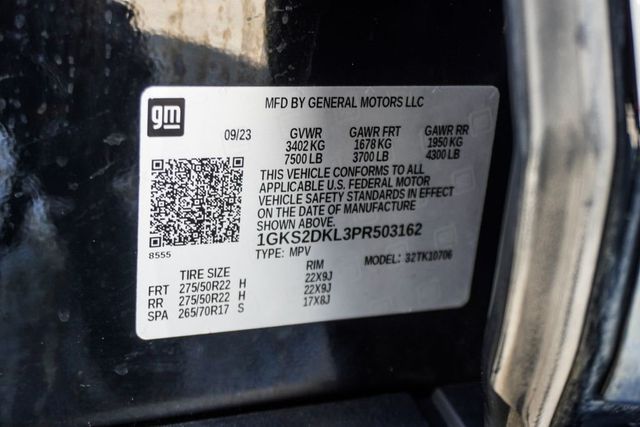 gm
MFD BY GENERAL MOTORS LLC
09/23 GVWR GAWR FRT GAWR RR
3402 KG 1678 KG 1950 KG
7500 LB 3700 LB 4300 LB
THIS VEHICLE CONFORMS TO ALL
APPLICABLE U.S. FEDERAL MOTOR
VEHICLE SAFETY STANDARDS IN EFFECT
ON THE DATE OF MANUFACTURE
SHOWN ABOVE.
1GKS2DKL3PR503162
8555
TYPE: MPV MODEL: 32TK10706
TIRE SIZE RIM
FRT 275/50R22 H 22X9J
RR 275/50R22 H 22X9J
SPA 265/70R17 S 17X8J